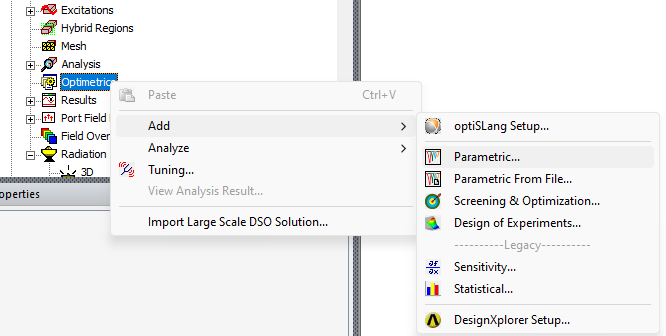 Excitations
Hybrid Regions
Mesh
Analysis
Optimetric
Results
Port Field
Field Over
Radiation
3D
roperties
Paste Ctrl+V
Add
Analyze
Tuning...
View Analysis Result...
Import Large Scale DSO Solution...
optiSLang Setup...
Parametric...
Parametric From File...
Screening & Optimization...
Design of Experiments...
----------Legacy----------
Sensitivity...
Statistical...
DesignXplorer Setup...